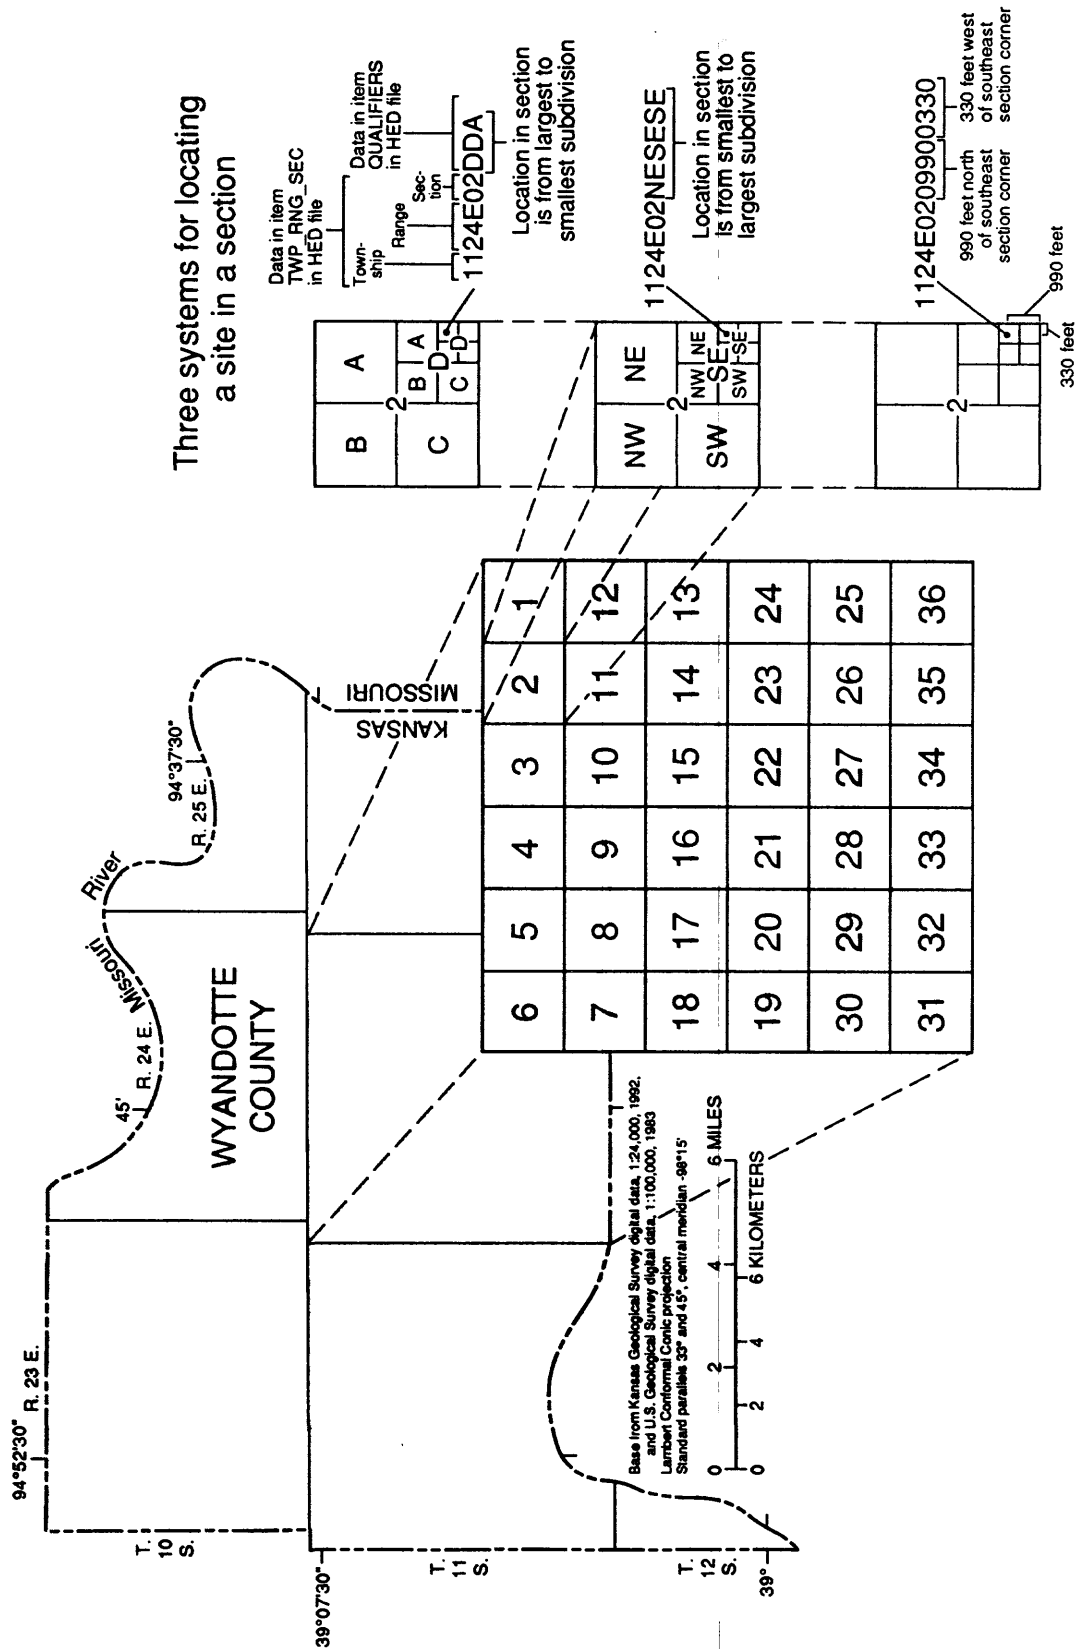 Three systems for locating
a site in a section
Data in item
TWP_RNG_SEC
in HED file
Data in item
QUALIFIERS
in HED file
Town-
ship
Range
Sec-
tion
1124E02DDA
Location in section
is from largest to
smallest subdivision
B
A
2
C
B
A
D
C
D
1124E02NESESE
Location in section
is from smallest to
largest subdivision
NW
NE
2
SW
NW
NE
SE
SW
SE
1124E0209900330
990 feet north
of southeast
section corner
330 feet west
of southeast
section corner
2
990 feet
330 feet
94°52'30"
R. 23 E.
45'
R. 24 E.
Missouri
River
R. 25 E.
94°37'30"
WYANDOTTE
COUNTY
KANSAS
MISSOURI
T.
10
S.
39°07'30"
T.
11
S.
T.
12
S.
39°
6 5 4 3 2 1
7 8 9 10 11 12
18 17 16 15 14 13
19 20 21 22 23 24
30 29 28 27 26 25
31 32 33 34 35 36
Base from Kansas Geological Survey digital data, 1:24,000, 1992,
and U.S. Geological Survey digital data, 1:100,000, 1983
Lambert Conformal Conic projection
Standard parallels 33° and 45°, central meridian -98°15'
0 2 4 6 MILES
0 2 4 6 KILOMETERS